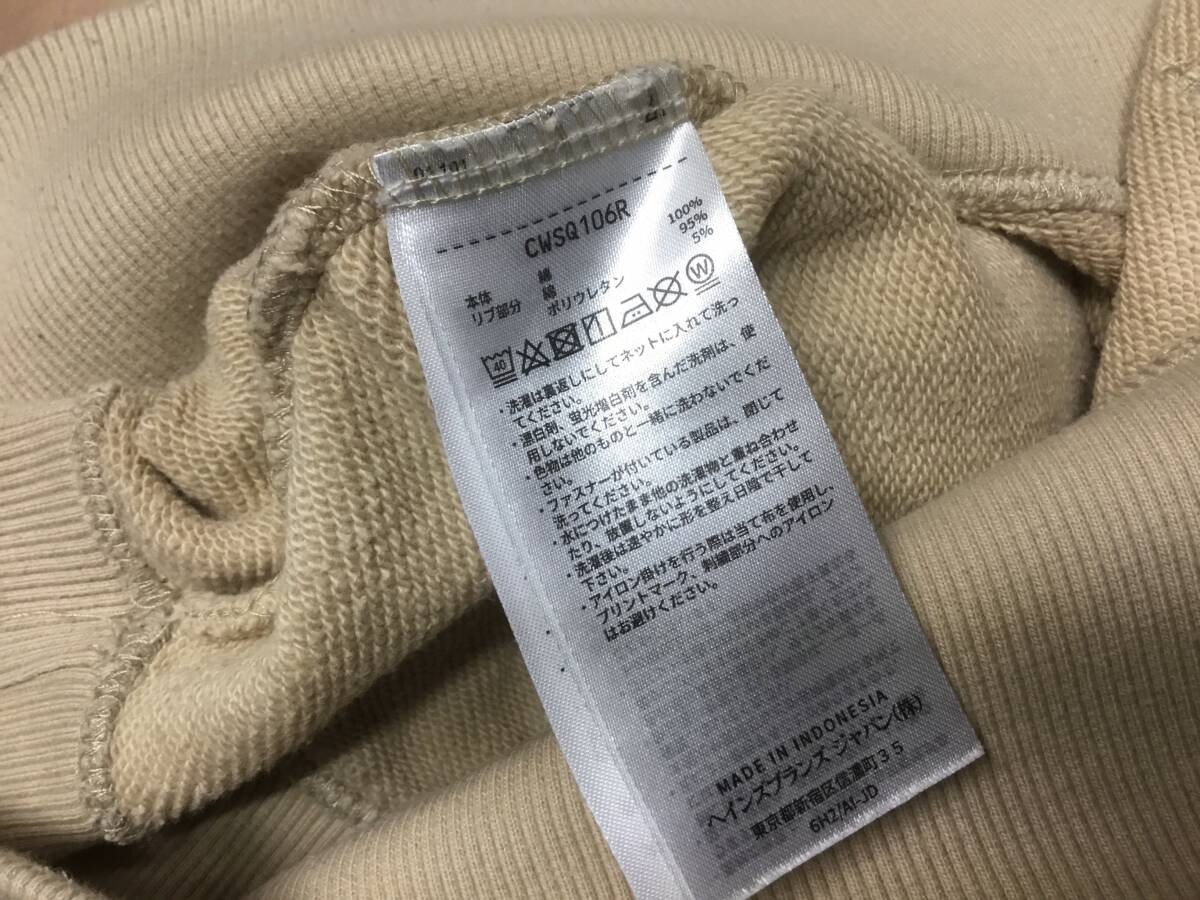 CWSQ106R
本体 綿 100%
リブ部分 綿 95%
ポリウレタン 5%
40
W
・洗濯は裏返しにしてネットに入れて洗っ
てください。
・漂白剤、蛍光増白剤を含んだ洗剤は、使
用しないでください。
・色物は他のものと一緒に洗わないでくだ
さい。
・ファスナーが付いている製品は、閉じて
洗ってください。
・水につけたまま他の洗濯物と重ね合わせ
たり、放置しないようにしてください。
・洗濯後は速やかに形を整え日陰で干して
下さい。
・アイロン掛けを行う際は当て布を使用し、
プリントマーク、刺繍部分へのアイロン
はお避けください。
MADE IN INDONESIA
ヘインズブランズ ジャパン(株)
東京都新宿区信濃町35
6H2/AI-JD